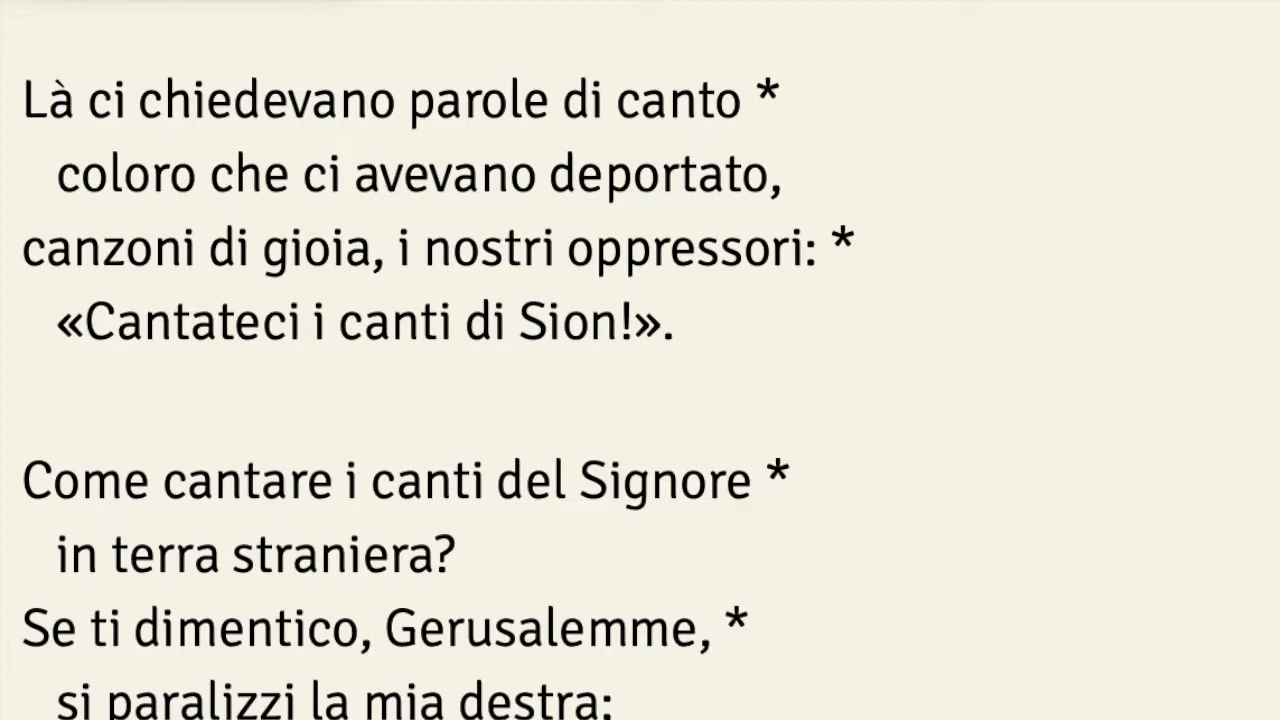 Là ci chiedevano parole di canto *
coloro che ci avevano deportato,
canzoni di gioia, i nostri oppressori: *
«Cantateci i canti di Sion!».
Come cantare i canti del Signore *
in terra straniera?
Se ti dimentico, Gerusalemme, *
si paralizzi la mia destra;